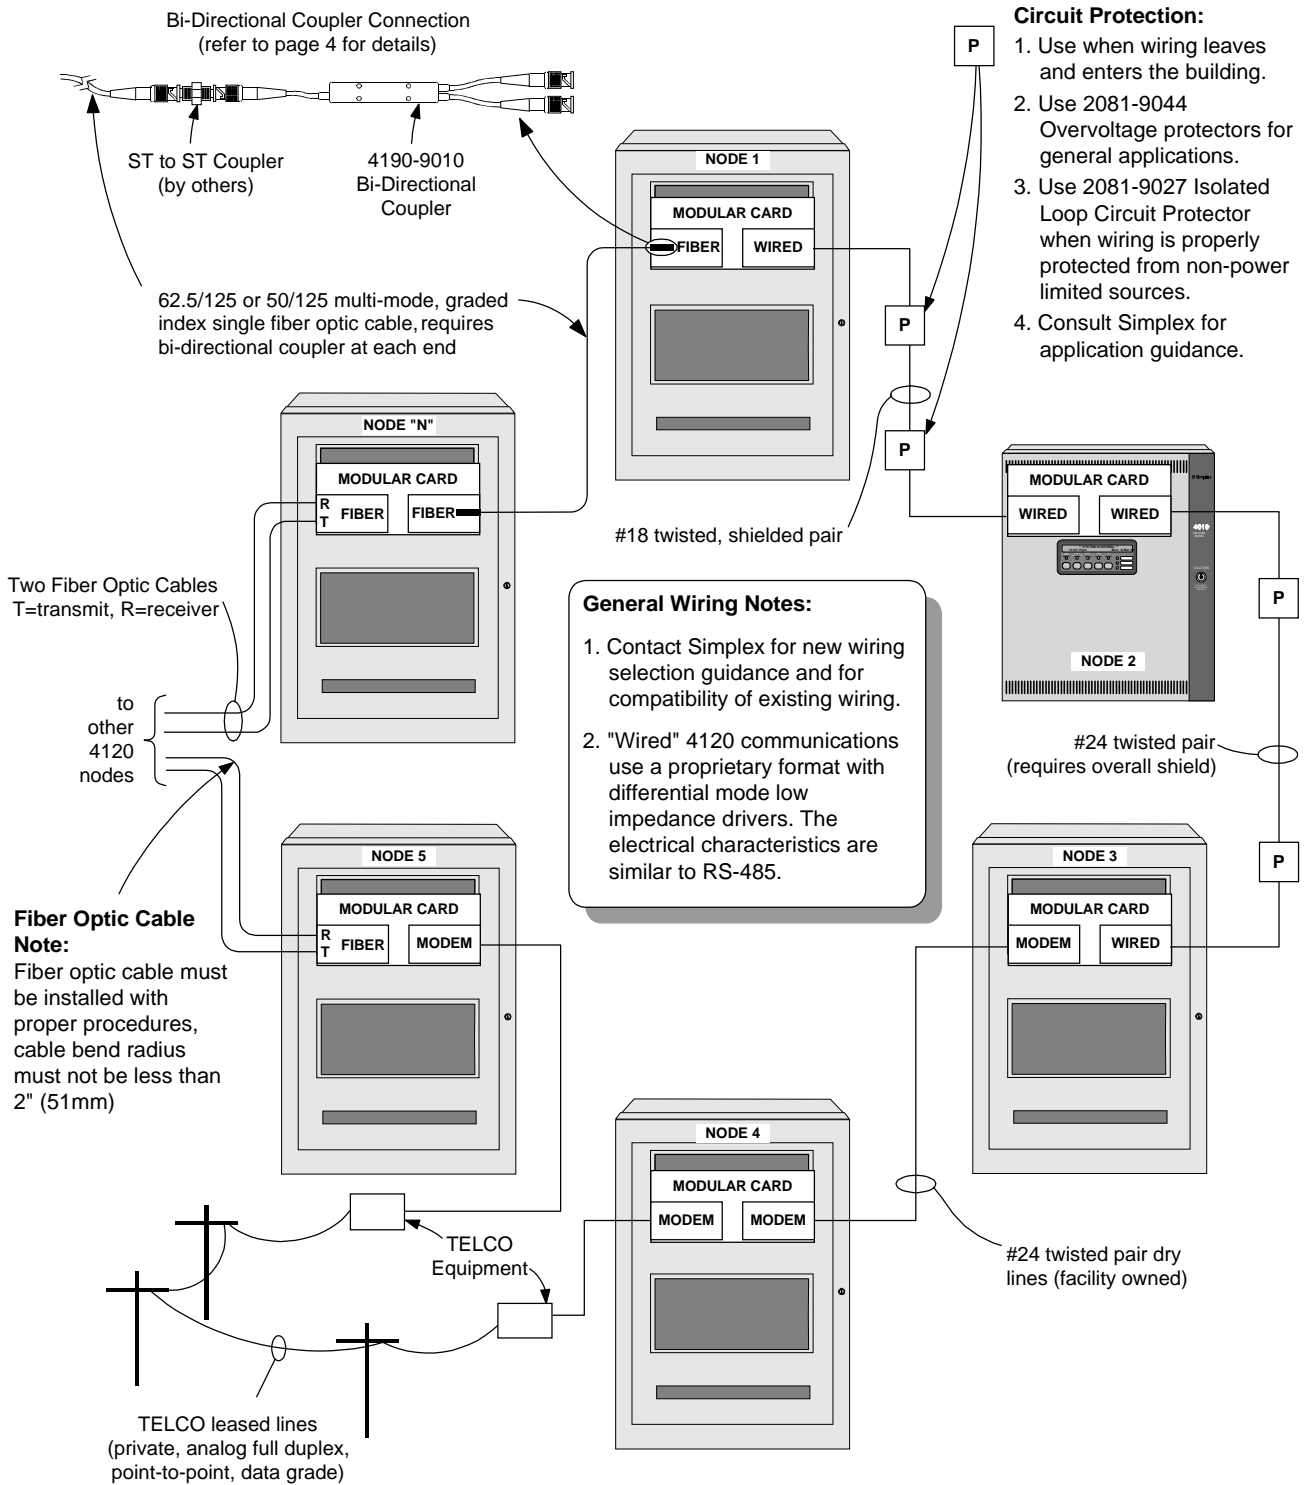 Bi-Directional Coupler Connection
(refer to page 4 for details)
ST to ST Coupler
(by others)
4190-9010
Bi-Directional
Coupler
62.5/125 or 50/125 multi-mode, graded
index single fiber optic cable, requires
bi-directional coupler at each end
P
Circuit Protection:
1. Use when wiring leaves
and enters the building.
2. Use 2081-9044
Overvoltage protectors for
general applications.
3. Use 2081-9027 Isolated
Loop Circuit Protector
when wiring is properly
protected from non-power
limited sources.
4. Consult Simplex for
application guidance.
NODE 1
MODULAR CARD
FIBER
WIRED
P
P
#18 twisted, shielded pair
NODE "N"
MODULAR CARD
R
T
FIBER
FIBER
Two Fiber Optic Cables
T=transmit, R=receiver
to
other
4120
nodes
MODULAR CARD
WIRED
WIRED
Simplex
4010
NODE 2
P
#24 twisted pair
(requires overall shield)
P
General Wiring Notes:
1. Contact Simplex for new wiring
selection guidance and for
compatibility of existing wiring.
2. "Wired" 4120 communications
use a proprietary format with
differential mode low
impedance drivers. The
electrical characteristics are
similar to RS-485.
NODE 5
MODULAR CARD
R
T
FIBER
MODEM
Fiber Optic Cable
Note:
Fiber optic cable must
be installed with
proper procedures,
cable bend radius
must not be less than
2" (51mm)
NODE 3
MODULAR CARD
MODEM
WIRED
NODE 4
MODULAR CARD
MODEM
MODEM
#24 twisted pair dry
lines (facility owned)
TELCO
Equipment
TELCO leased lines
(private, analog full duplex,
point-to-point, data grade)